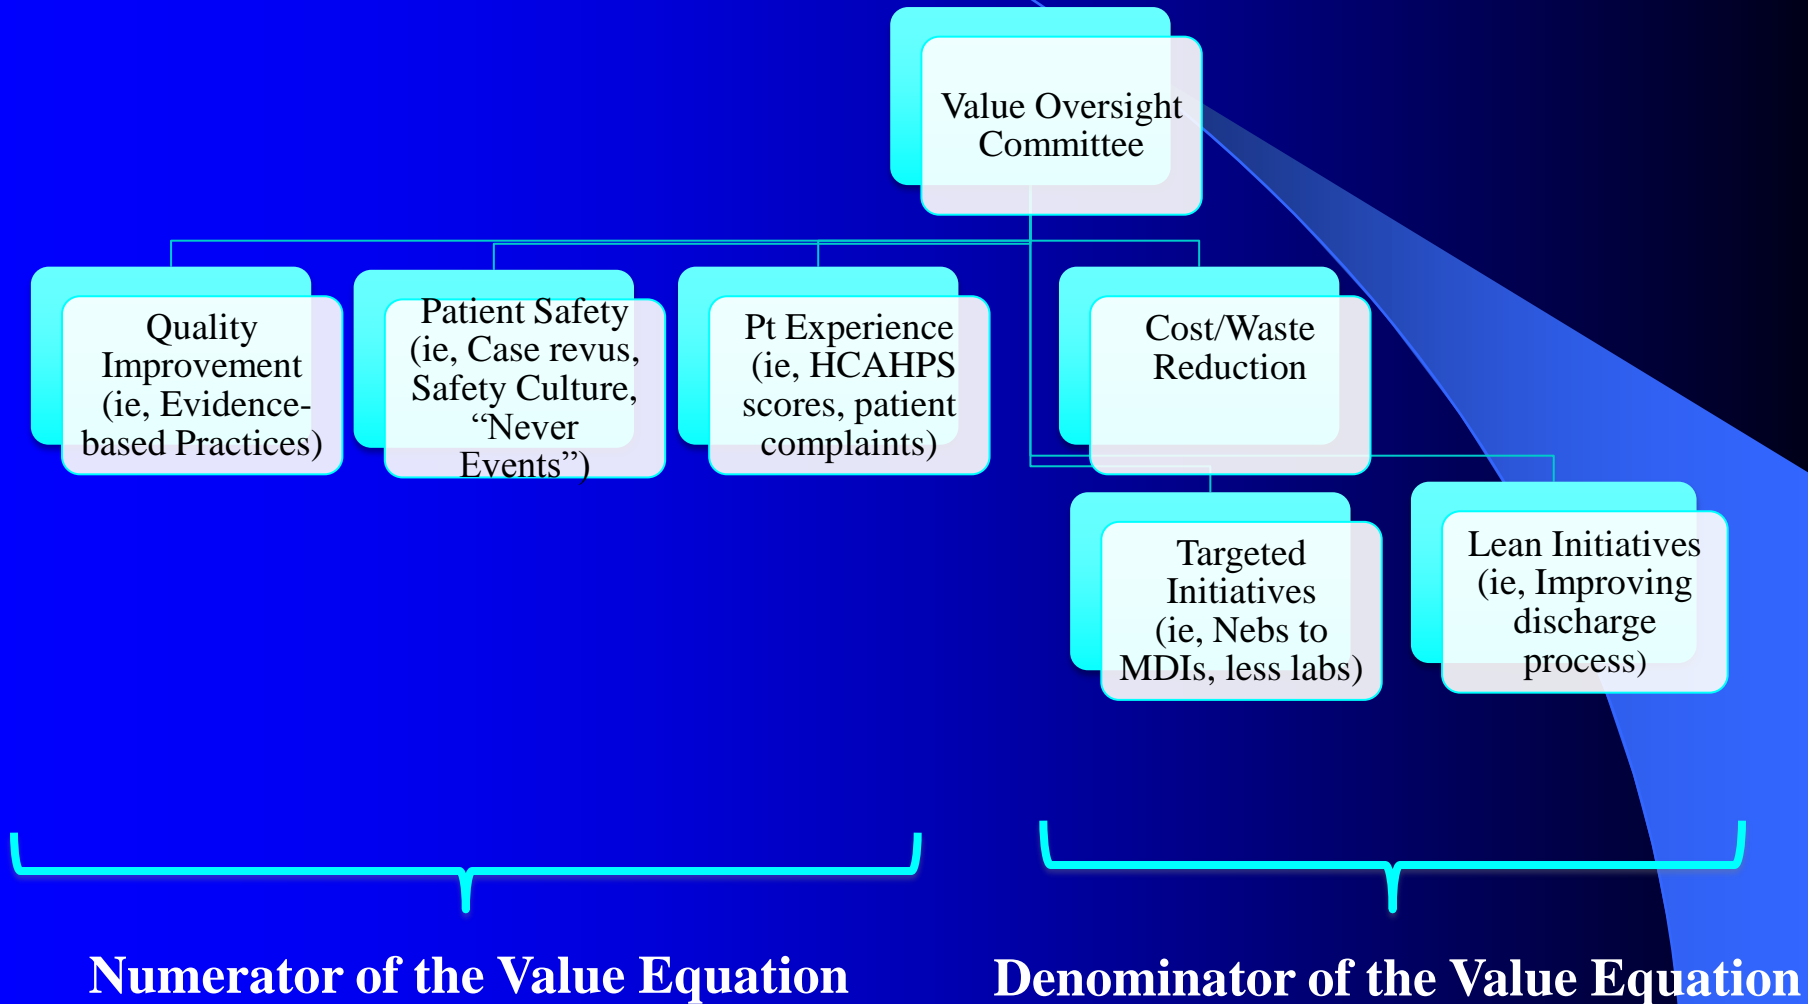 Value Oversight
Committee
Quality
Improvement
(ie, Evidence-
based Practices)
Patient Safety
(ie, Case revus,
Safety Culture,
“Never
Events”)
Pt Experience
(ie, HCAHPS
scores, patient
complaints)
Cost/Waste
Reduction
Targeted
Initiatives
(ie, Nebs to
MDIs, less labs)
Lean Initiatives
(ie, Improving
discharge
process)
Numerator of the Value Equation
Denominator of the Value Equation